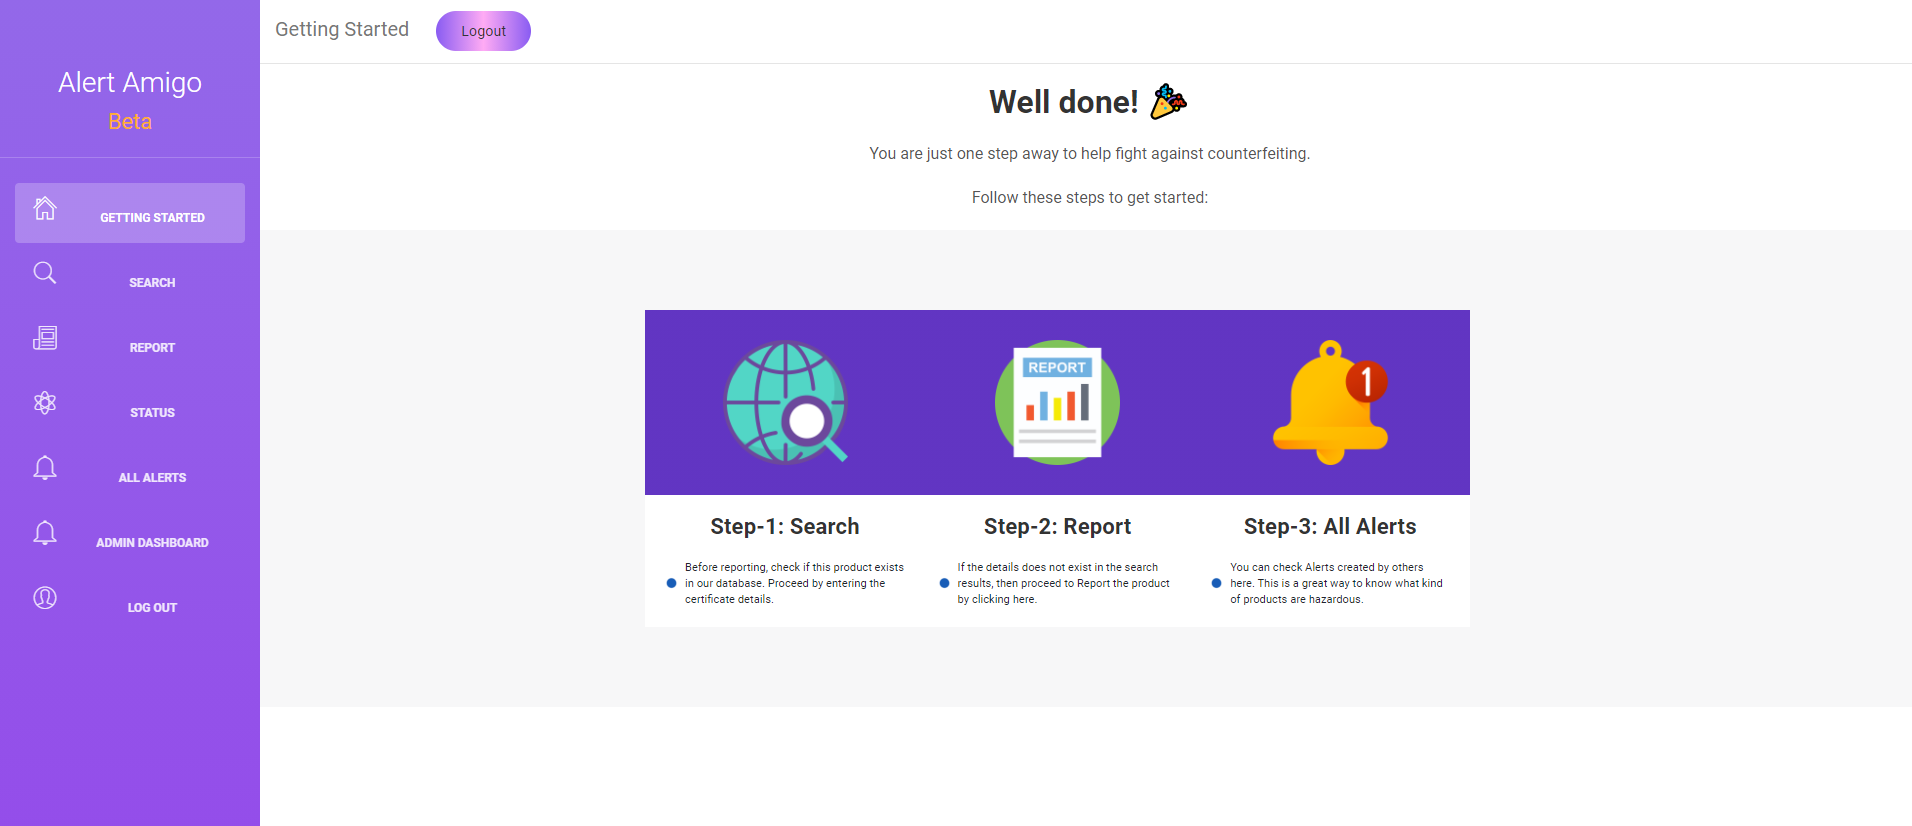 Alert Amigo
Beta
GETTING STARTED
SEARCH
REPORT
STATUS
ALL ALERTS
ADMIN DASHBOARD
LOG OUT
Getting Started
Logout
Well done!
You are just one step away to help fight against counterfeiting.
Follow these steps to get started:
REPORT
1
Step-1: Search
Before reporting, check if this product exists
in our database. Proceed by entering the
certificate details.
Step-2: Report
If the details does not exist in the search
results, then proceed to Report the product
by clicking here.
Step-3: All Alerts
You can check Alerts created by others
here. This is a great way to know what kind
of products are hazardous.